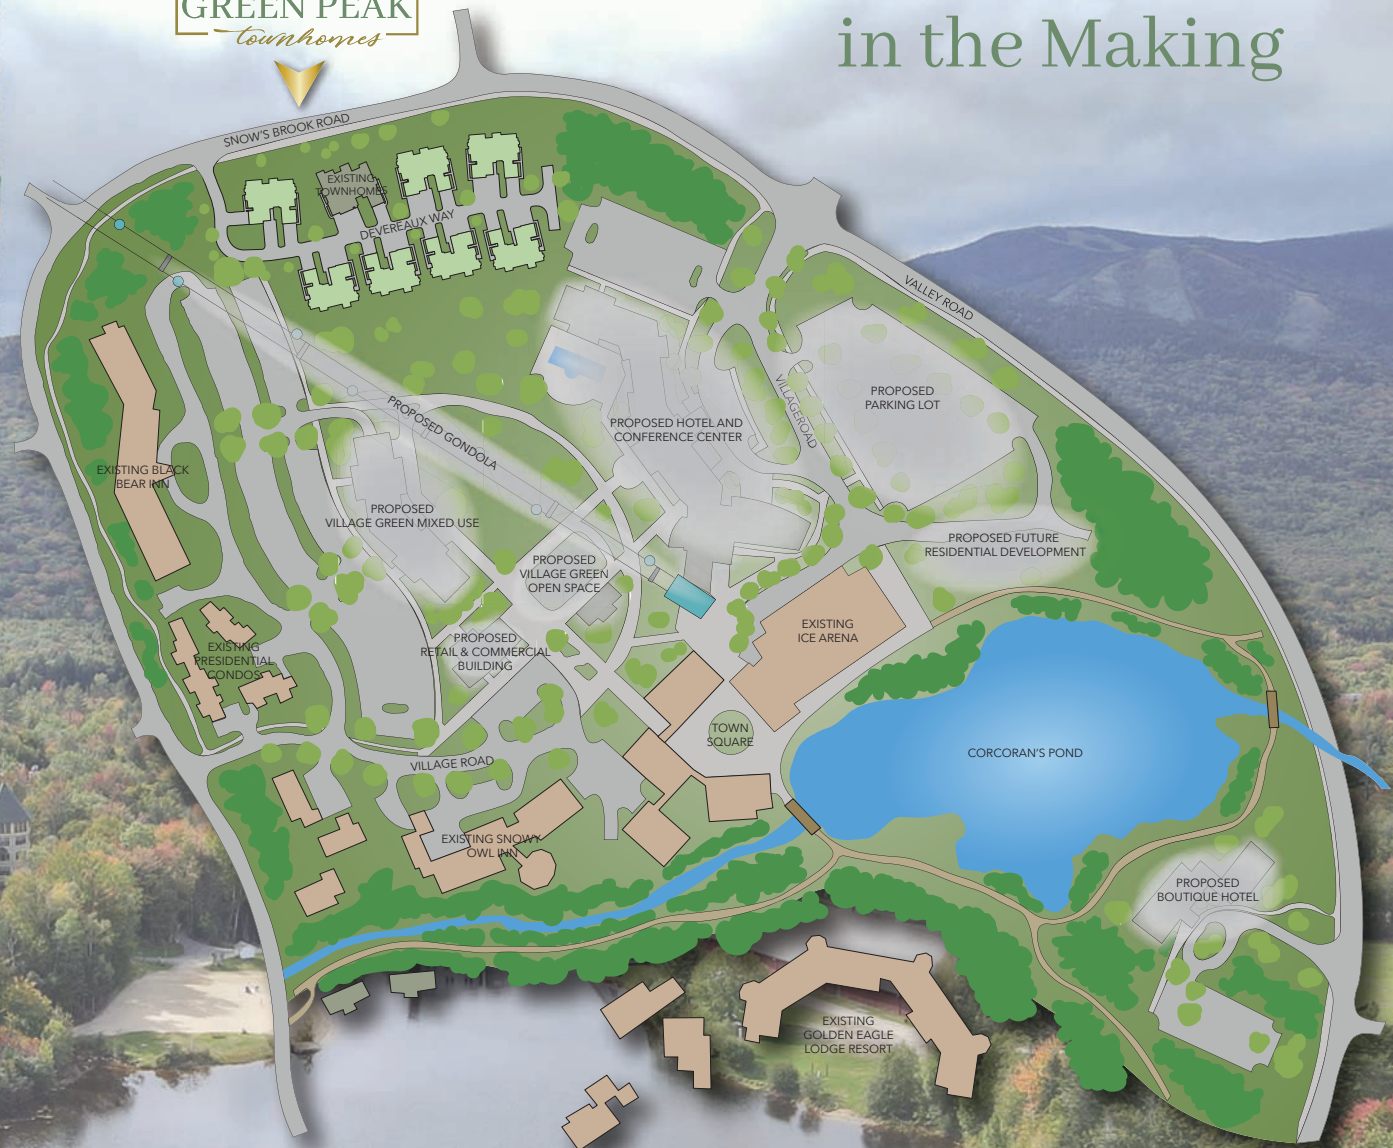 GREEN PEAK
townhomes
in the Making
SNOW'S BROOK ROAD
EXISTING
TOWNHOMES
DEVEREAUX WAY
VALLEY ROAD
PROPOSED
PARKING LOT
VILLAGE ROAD
PROPOSED HOTEL AND
CONFERENCE CENTER
PROPOSED GONDOLA
EXISTING BLACK
BEAR INN
PROPOSED
VILLAGE GREEN MIXED USE
PROPOSED FUTURE
RESIDENTIAL DEVELOPMENT
PROPOSED
VILLAGE GREEN
OPEN SPACE
EXISTING
ICE ARENA
PROPOSED
RETAIL & COMMERCIAL
BUILDING
EXISTING
PRESIDENTIAL
CONDOS
TOWN
SQUARE
CORCORAN'S POND
VILLAGE ROAD
EXISTING SNOWY
OWL INN
PROPOSED
BOUTIQUE HOTEL
EXISTING
GOLDEN EAGLE
LODGE RESORT